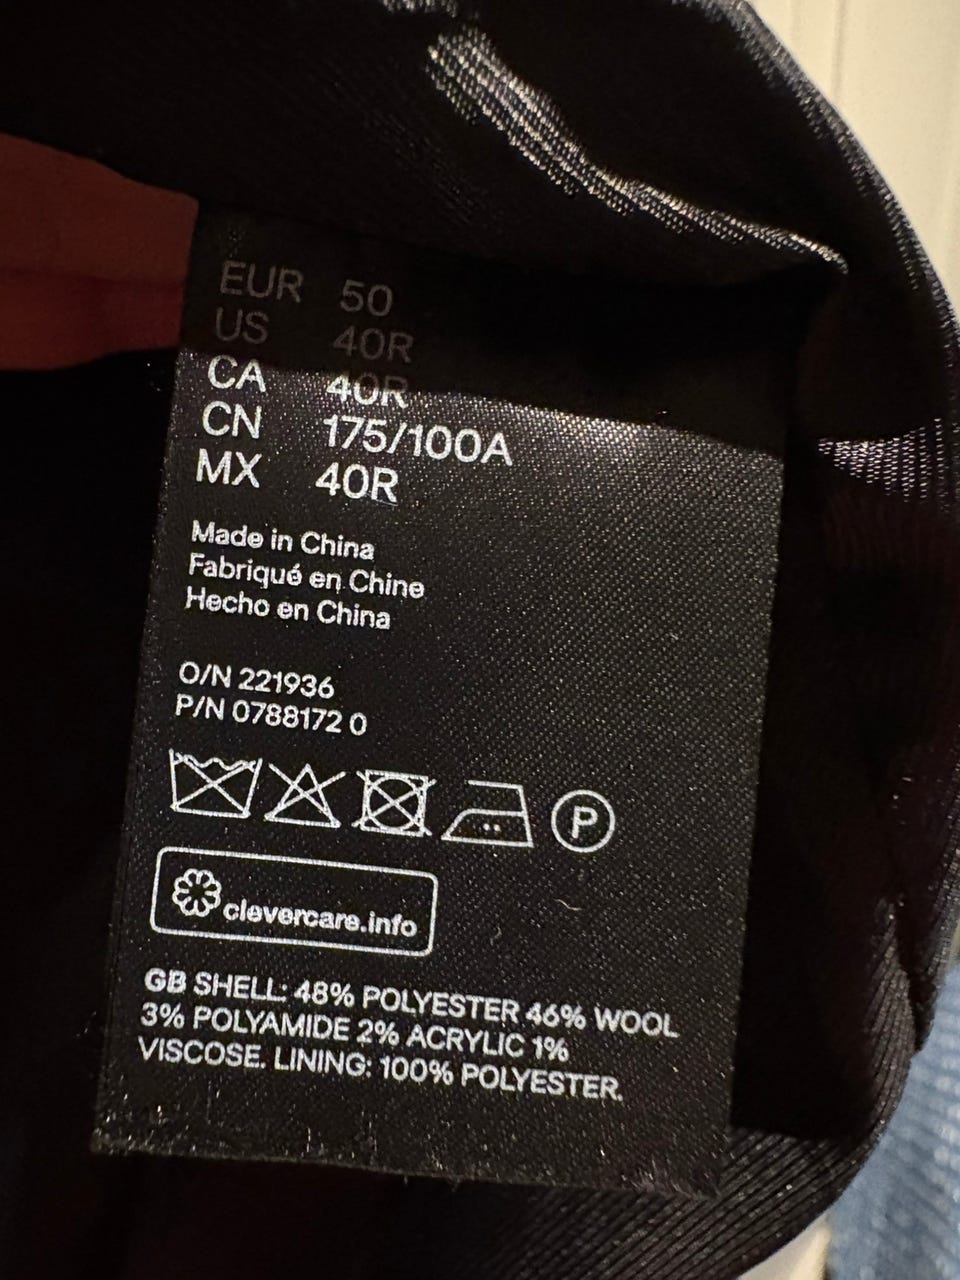 EUR 50
US 40R
CA 40R
CN 175/100A
MX 40R
Made in China
Fabriqué en Chine
Hecho en China
O/N 221936
P/N 0788172 0
P
clevercare.info
GB SHELL: 48% POLYESTER 46% WOOL
3% POLYAMIDE 2% ACRYLIC 1%
VISCOSE. LINING: 100% POLYESTER.